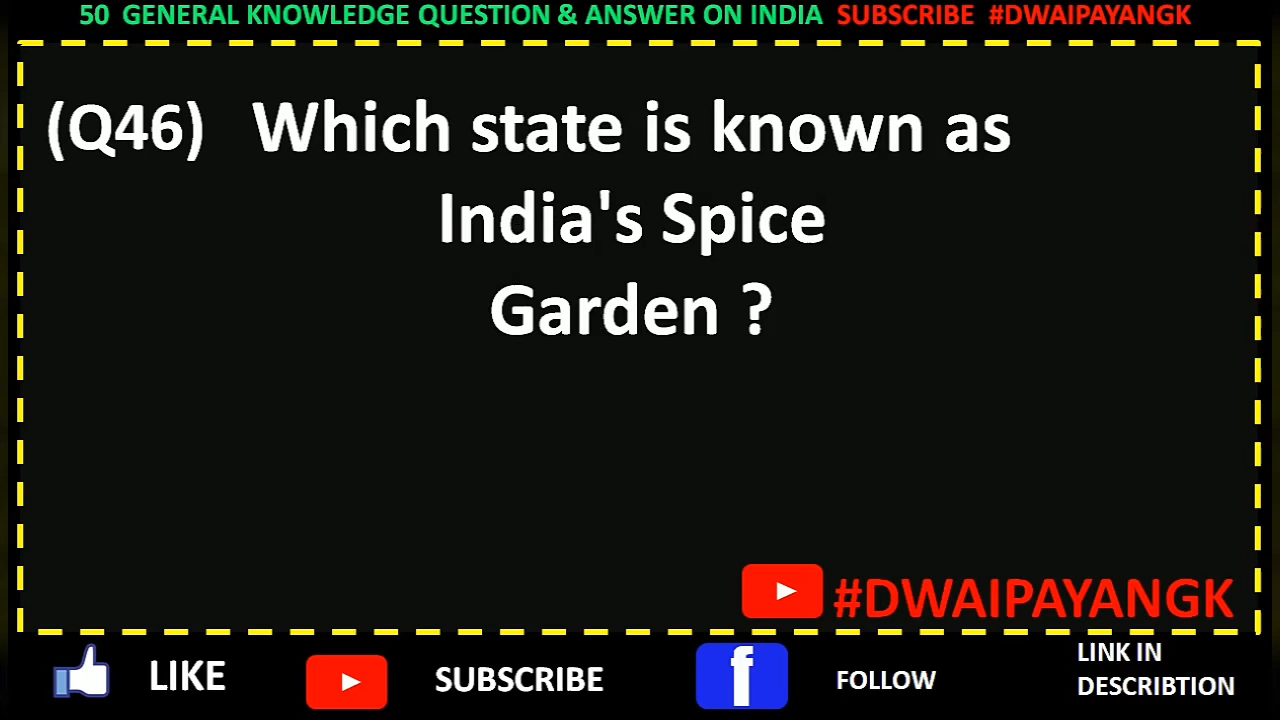 50 GENERAL KNOWLEDGE QUESTION & ANSWER ON INDIA SUBSCRIBE #DWAIPAYANGK
(Q46) Which state is known as
India's Spice
Garden ?
#DWAIPAYANGK
LIKE
SUBSCRIBE
f
FOLLOW
LINK IN
DESCRIBTION